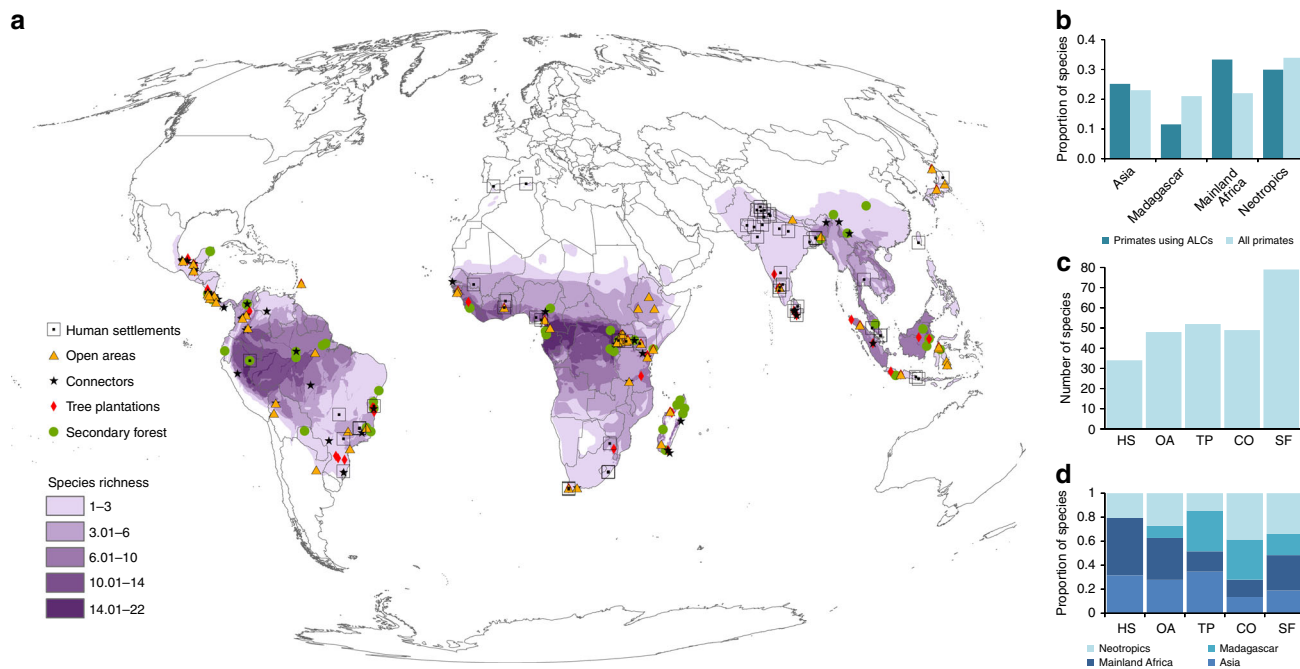 a
Human settlements
Open areas
Connectors
Tree plantations
Secondary forest
Species richness
1–3
3.01–6
6.01–10
10.01–14
14.01–22
b
Proportion of species
0.4
0.3
0.2
0.1
0.0
Asia
Madagascar
Mainland
Africa
Neotropics
Primates using ALCs
All primates
c
Number of species
80
70
60
50
40
30
20
10
0
HS
OA
TP
CO
SF
d
Proportion of species
1
0.8
0.6
0.4
0.2
0
HS
OA
TP
CO
SF
Neotropics
Madagascar
Mainland Africa
Asia